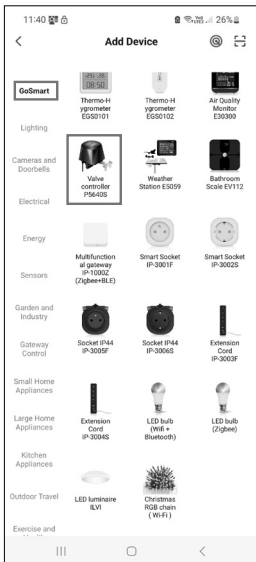 11:40
26%
Add Device
GoSmart
Lighting
Cameras and
Doorbells
Electrical
Energy
Sensors
Garden and
Industry
Gateway
Control
Small Home
Appliances
Large Home
Appliances
Kitchen
Appliances
Outdoor Travel
Exercise and
Thermo-H
ygrometer
EGS0101
Thermo-H
ygrometer
EGS0102
Air Quality
Monitor
E30300
Valve
controller
P5640S
Weather
Station E5059
Bathroom
Scale EV112
Multifunction
al gateway
IP-1000Z
(Zigbee+BLE)
Smart Socket
IP-3001F
Smart Socket
IP-3002S
Socket IP44
IP-3005F
Socket IP44
IP-3006S
Extension
Cord
IP-3003F
Extension
Cord
IP-3004S
LED bulb
(Wifi +
Bluetooth)
LED bulb
(Zigbee)
LED luminaire
ILVI
Christmas
RGB chain
( Wi-Fi )